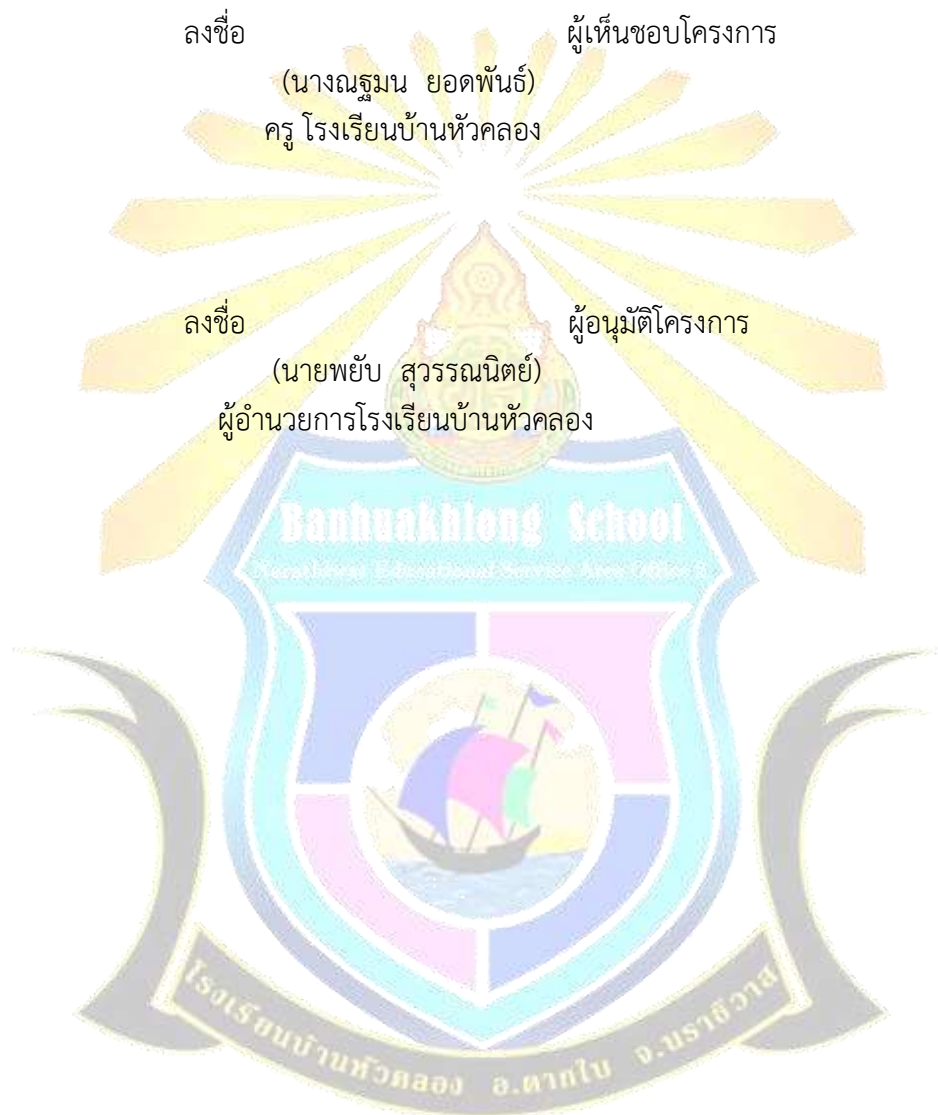 ลงชื่อ ผู้เห็นชอบโครงการ
(นางณฐมน ยอดพันธ์)
ครู โรงเรียนบ้านหัวคลอง
ลงชื่อ ผู้อนุมัติโครงการ
(นายพยับ สุวรรณนิตย์)
ผู้อำนวยการโรงเรียนบ้านหัวคลอง
Banhuakhlong School
Narathiwat Educational Service Area Office 2
โรงเรียนบ้านหัวคลอง อ.ตากใบ จ.นราธิวาส